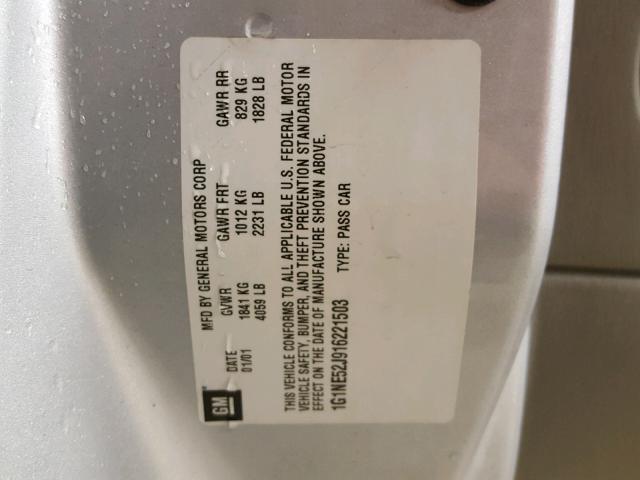 GM
MFD BY GENERAL MOTORS CORP
DATE GVWR GAWR FRT GAWR RR
01/01 1841 KG 1012 KG 829 KG
4059 LB 2231 LB 1828 LB
THIS VEHICLE CONFORMS TO ALL APPLICABLE U.S. FEDERAL MOTOR
VEHICLE SAFETY, BUMPER, AND THEFT PREVENTION STANDARDS IN
EFFECT ON THE DATE OF MANUFACTURE SHOWN ABOVE.
1G1NE52J916221503 TYPE: PASS CAR